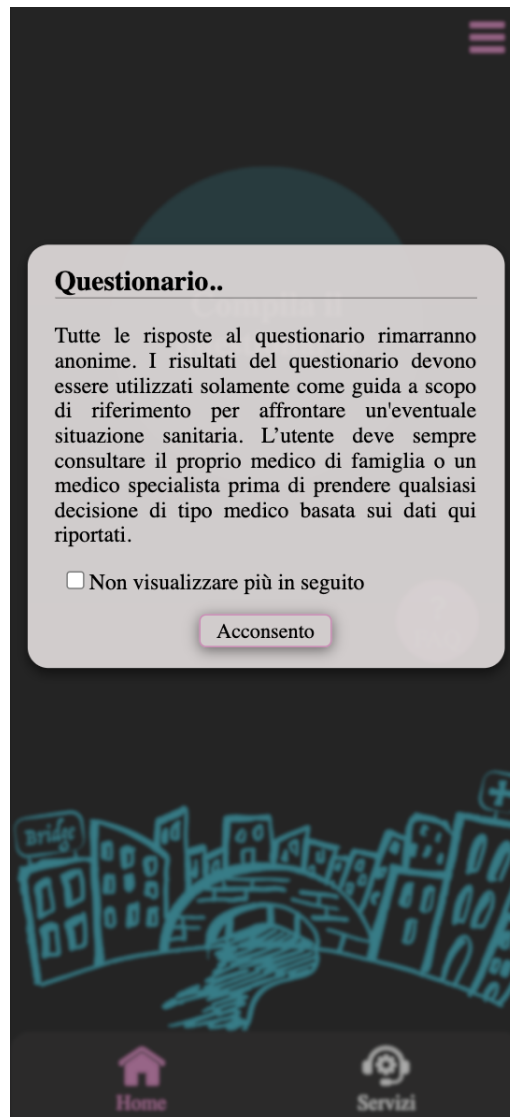 Questionario..
Compila il
Tutte le risposte al questionario rimarranno
anonime. I risultati del questionario devono
essere utilizzati solamente come guida a scopo
di riferimento per affrontare un'eventuale
situazione sanitaria. L’utente deve sempre
consultare il proprio medico di famiglia o un
medico specialista prima di prendere qualsiasi
decisione di tipo medico basata sui dati qui
riportati.
Non visualizzare più in seguito
?
FAQ
Acconsento
Bridge
Home
Servizi